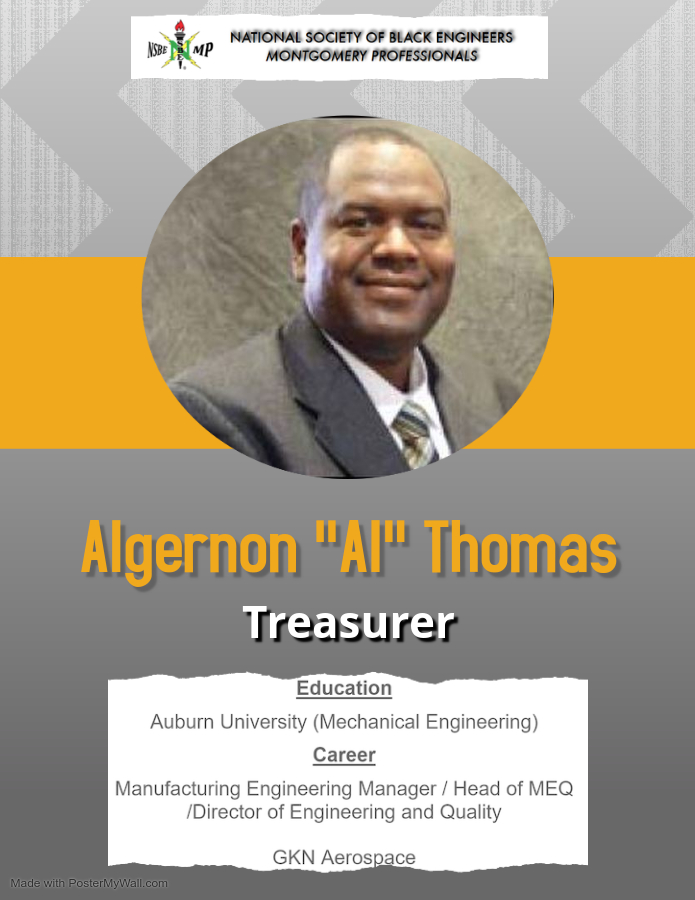 NSBE NSBE MP
NATIONAL SOCIETY OF BLACK ENGINEERS
MONTGOMERY PROFESSIONALS
Algernon "Al" Thomas
Treasurer
Education
Auburn University (Mechanical Engineering)
Career
Manufacturing Engineering Manager / Head of MEQ
/Director of Engineering and Quality
GKN Aerospace
Made with PosterMyWall.com